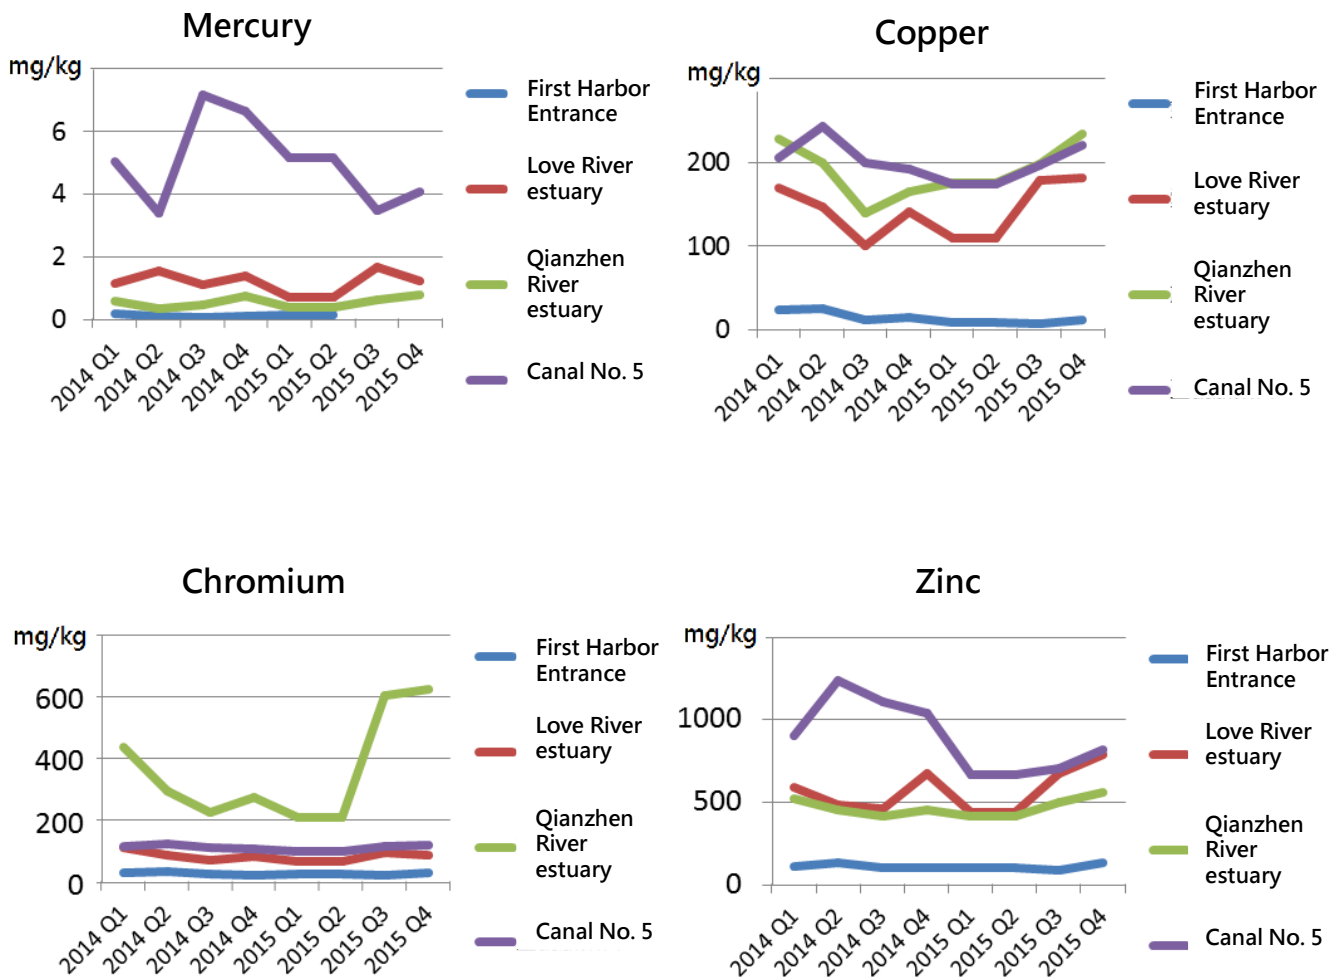 Mercury
mg/kg
6
4
2
0
2014 Q1
2014 Q2
2014 Q3
2014 Q4
2015 Q1
2015 Q2
2015 Q3
2015 Q4
First Harbor
Entrance
Love River
estuary
Qianzhen
River
estuary
Canal No. 5
Copper
mg/kg
200
100
0
2014 Q1
2014 Q2
2014 Q3
2014 Q4
2015 Q1
2015 Q2
2015 Q3
2015 Q4
First Harbor
Entrance
Love River
estuary
Qianzhen
River
estuary
Canal No. 5
Chromium
mg/kg
600
400
200
0
2014 Q1
2014 Q2
2014 Q3
2014 Q4
2015 Q1
2015 Q2
2015 Q3
2015 Q4
First Harbor
Entrance
Love River
estuary
Qianzhen
River
estuary
Canal No. 5
Zinc
mg/kg
1000
500
0
2014 Q1
2014 Q2
2014 Q3
2014 Q4
2015 Q1
2015 Q2
2015 Q3
2015 Q4
First Harbor
Entrance
Love River
estuary
Qianzhen
River
estuary
Canal No. 5